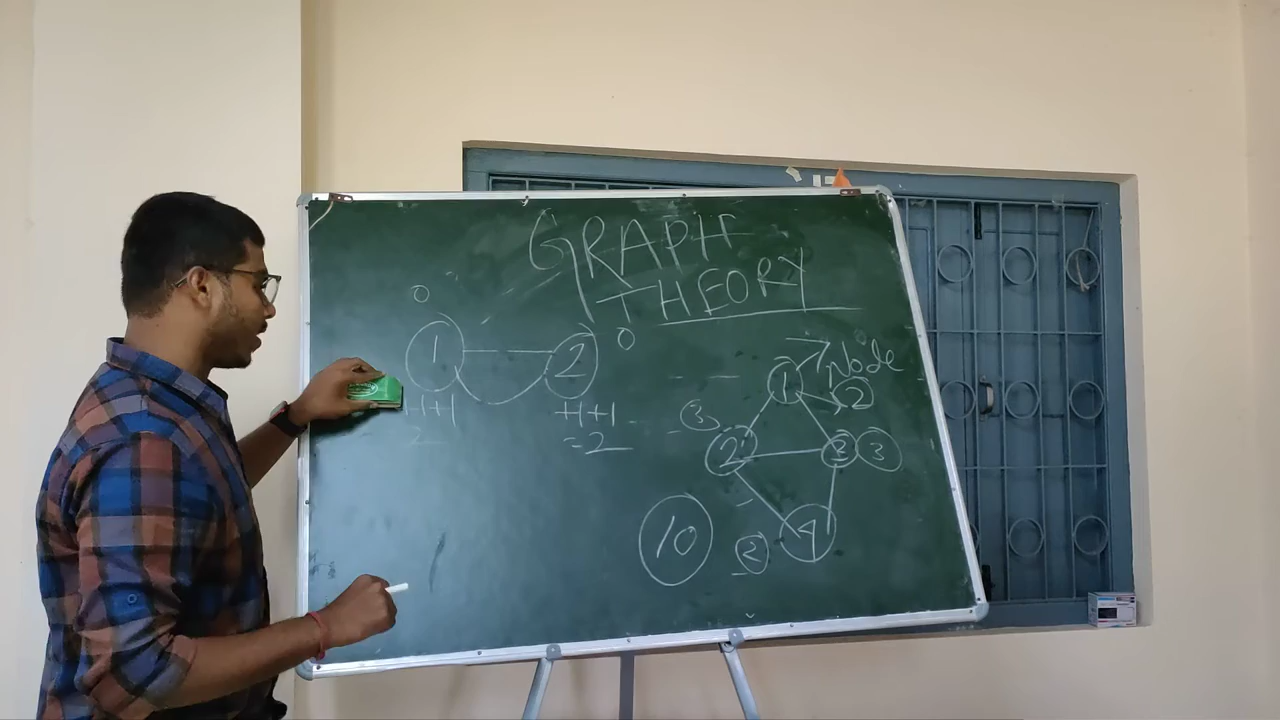 GRAPH
THEORY
0
1 2 0
+1+1 +1+1
2 =2
1 Node
2
3
2 3 3
10 2 4